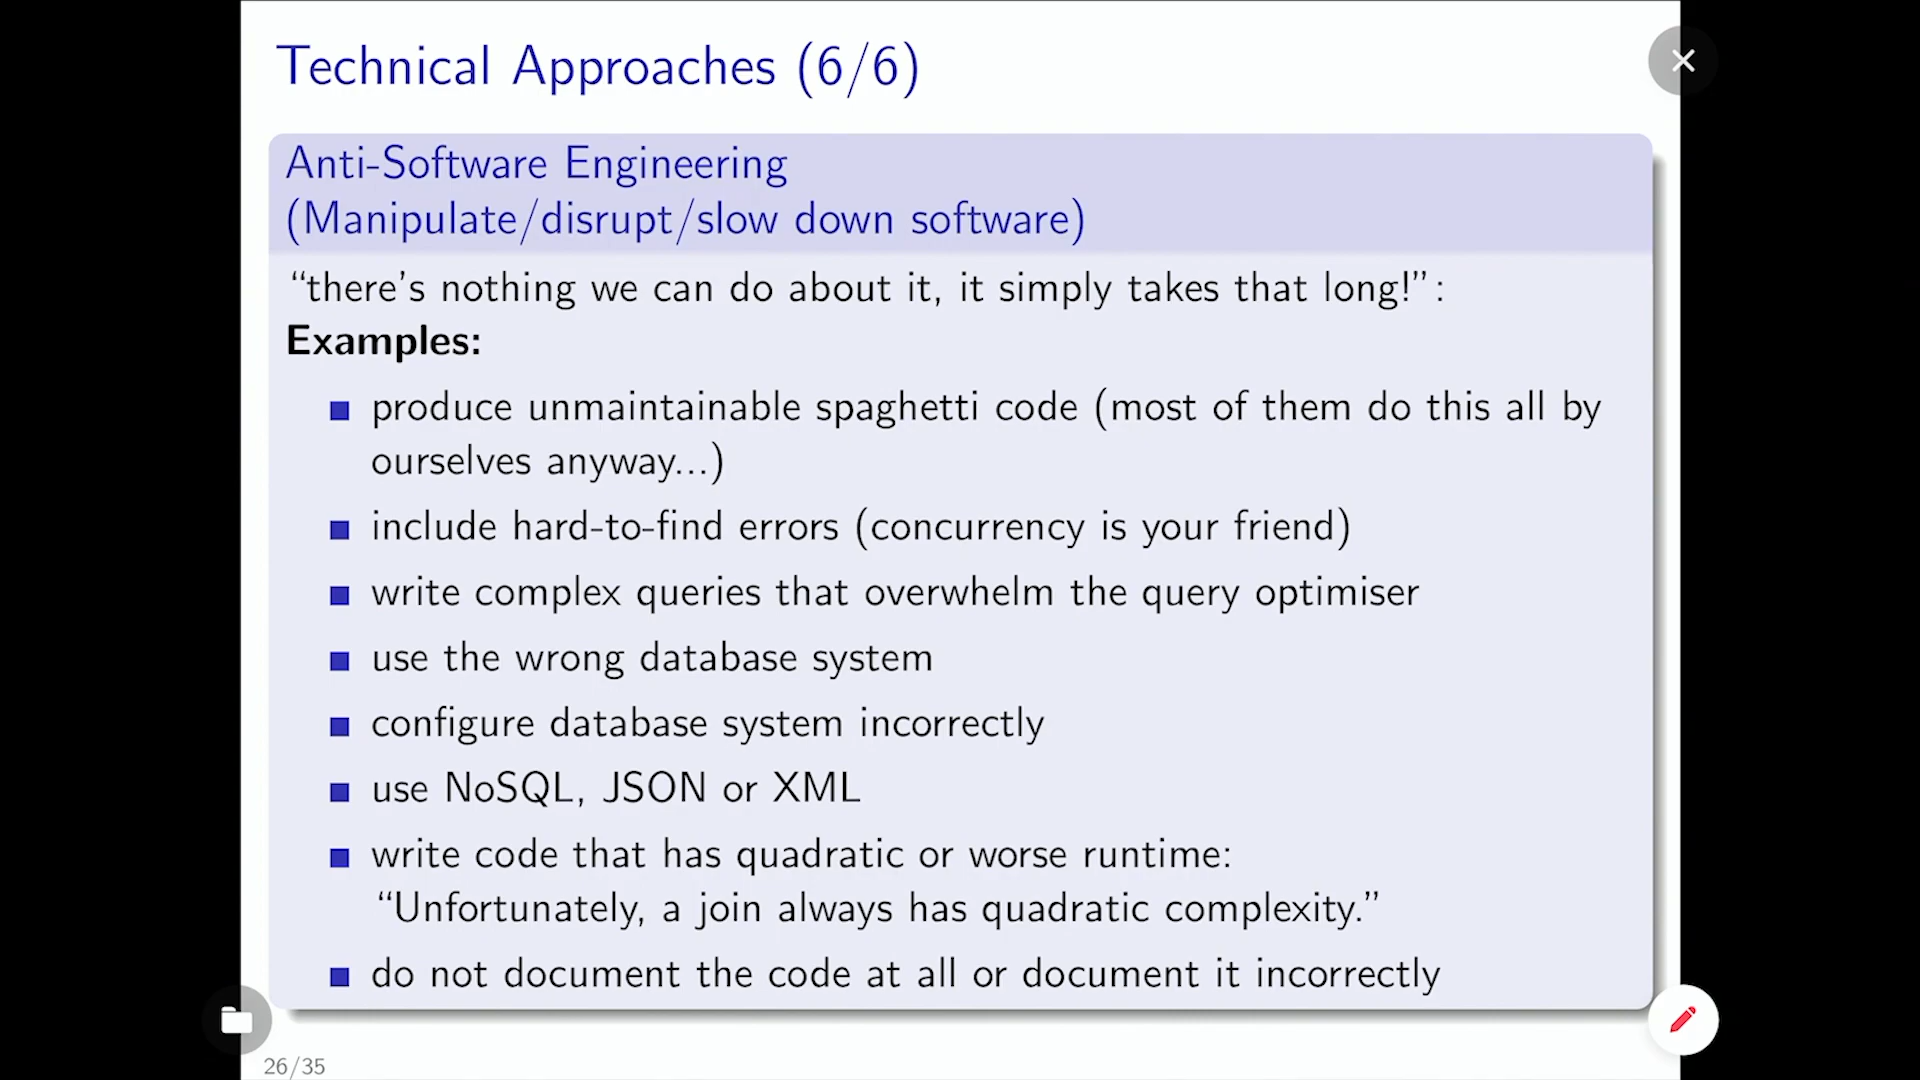 Technical Approaches (6/6)
Anti-Software Engineering
(Manipulate/disrupt/slow down software)
“there’s nothing we can do about it, it simply takes that long!”:
Examples:
produce unmaintainable spaghetti code (most of them do this all by
ourselves anyway...)
include hard-to-find errors (concurrency is your friend)
write complex queries that overwhelm the query optimiser
use the wrong database system
configure database system incorrectly
use NoSQL, JSON or XML
write code that has quadratic or worse runtime:
“Unfortunately, a join always has quadratic complexity.”
do not document the code at all or document it incorrectly
26/35